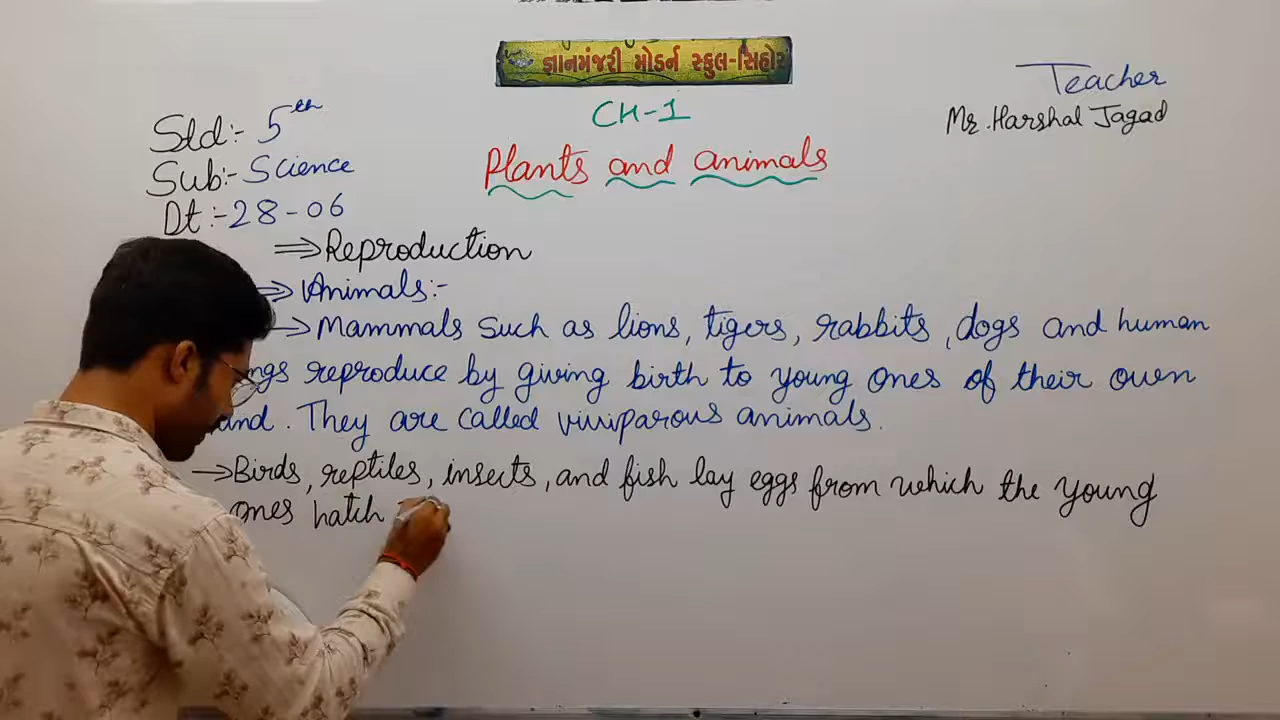 જ્ઞાનમંજરી મોડર્ન સ્કુલ-સિહોર
Teacher
Mr. Harshal Jagad
CH-1
Std:- 5th
Sub:- Science
Dt:- 28-06
Plants and animals
⇒ Reproduction
⇒ Animals:-
→ Mammals such as lions, tigers, rabbits, dogs and human
reproduce by giving birth to young ones of their own
They are called viviparous animals.
→ Birds, reptiles, insects, and fish lay eggs from which the young
ones hatch